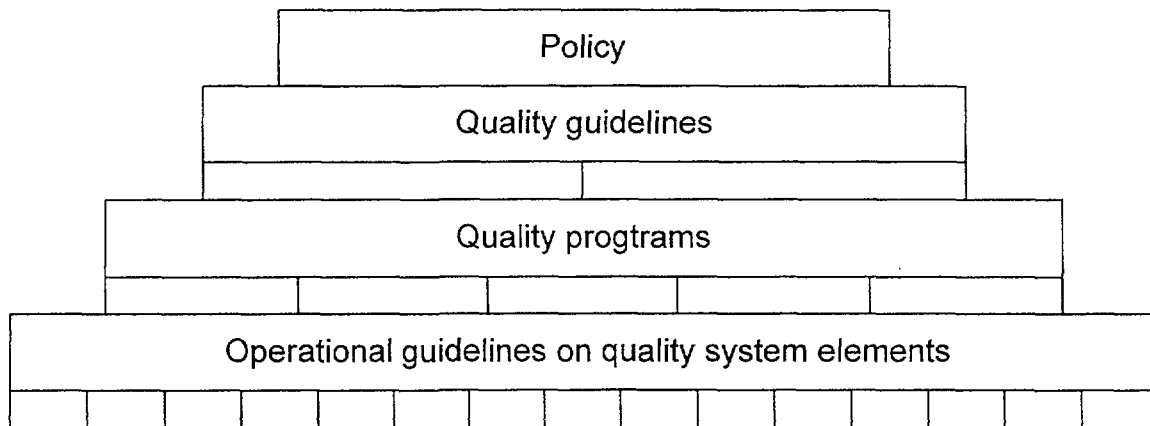 Policy
Quality guidelines
Quality progtrams
Operational guidelines on quality system elements